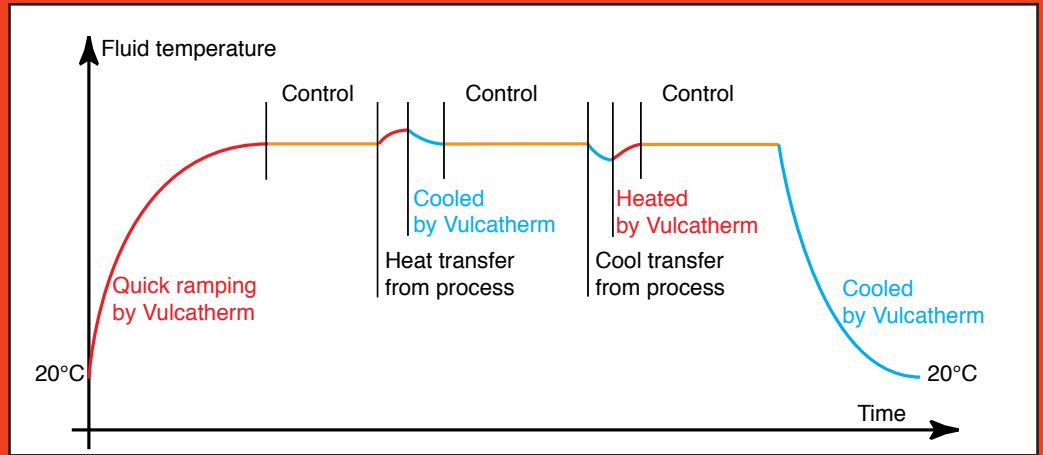 Fluid temperature
Control
Control
Control
Cooled
by Vulcatherm
Heated
by Vulcatherm
Heat transfer
from process
Cool transfer
from process
Quick ramping
by Vulcatherm
Cooled
by Vulcatherm
20°C
20°C
Time